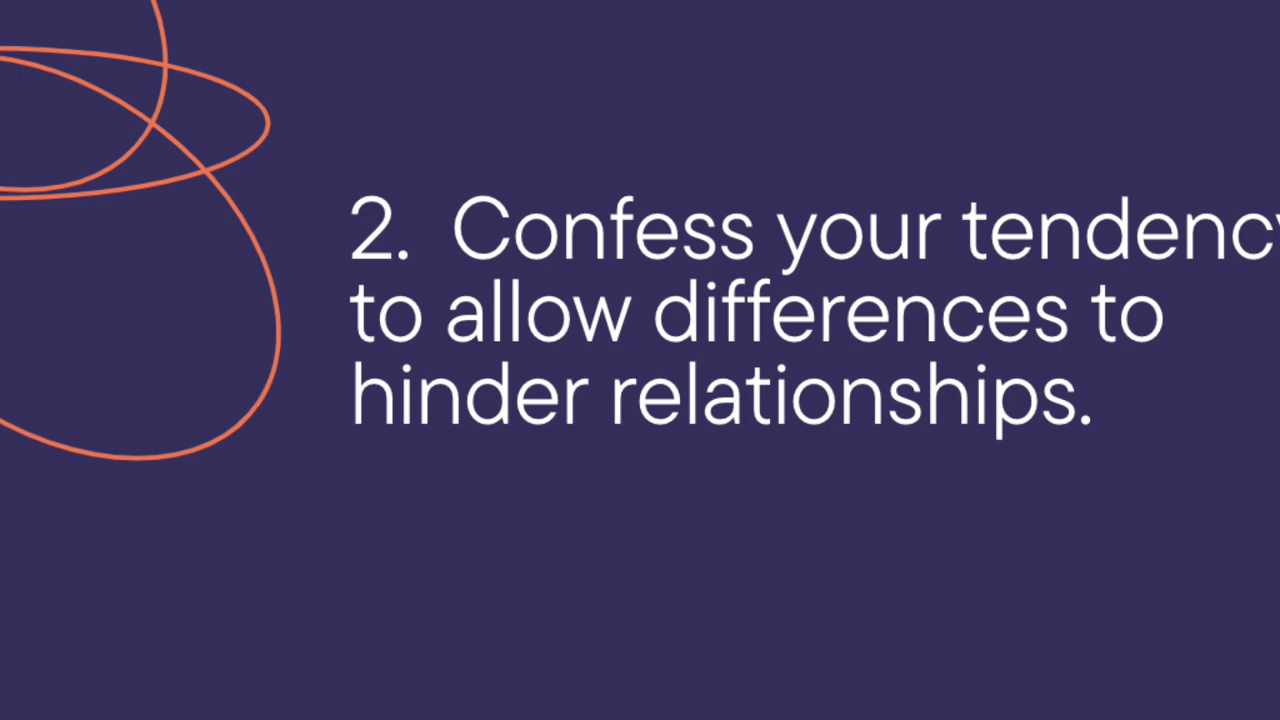 2. Confess your tendency
to allow differences to
hinder relationships.